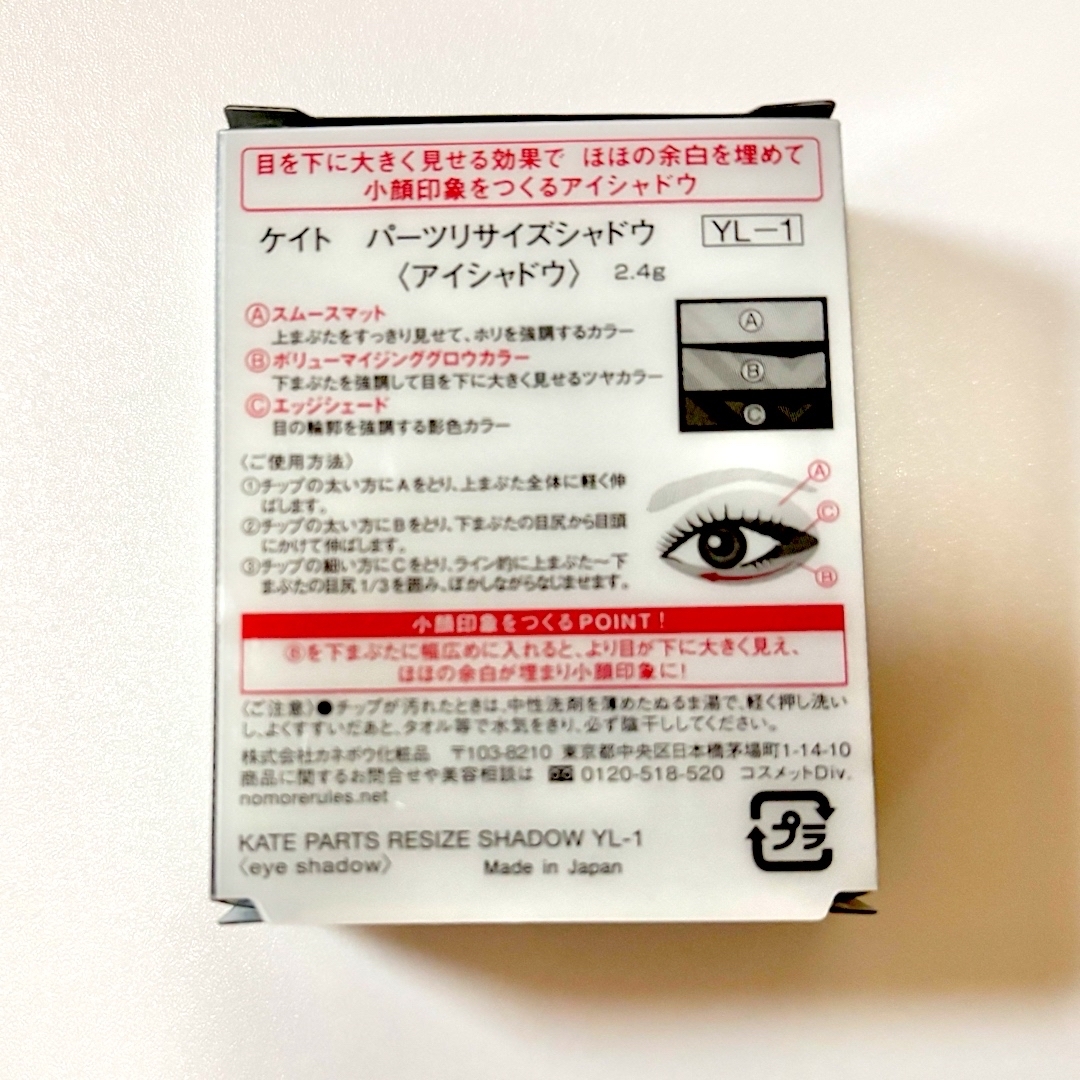 目を下に大きく見せる効果で ほほの余白を埋めて
小顔印象をつくるアイシャドウ
ケイト パーツリサイズシャドウ YL-1
〈アイシャドウ〉 2.4g
Ⓐスムースマット
上まぶたをすっきり見せて、ホリを強調するカラー
Ⓑボリューマイジンググロウカラー
下まぶたを強調して目を下に大きく見せるツヤカラー
Ⓒエッジシェード
目の輪郭を強調する影色カラー
Ⓐ
Ⓑ
Ⓒ
〈ご使用方法〉
①チップの太い方にAをとり、上まぶた全体に軽く伸
ばします。
②チップの太い方にBをとり、下まぶたの目尻から目頭
にかけて伸ばします。
③チップの細い方にCをとり、ライン的に上まぶた〜下
まぶたの目尻1/3を囲み、ぼかしながらなじませます。
Ⓐ
Ⓒ
Ⓑ
小顔印象をつくるPOINT!
Ⓑを下まぶたに幅広めに入れると、より目が下に大きく見え、
ほほの余白が埋まり小顔印象に!
〈ご注意〉●チップが汚れたときは、中性洗剤を薄めたぬるま湯で、軽く押し洗い
し、よくすすいだあと、タオル等で水気をきり、必ず陰干ししてください。
株式会社カネボウ化粧品 〒103-8210 東京都中央区日本橋茅場町1-14-10
商品に関するお問合せや美容相談は 0120-518-520 コスメットDiv.
nomorerules.net
KATE PARTS RESIZE SHADOW YL-1
〈eye shadow〉 Made in Japan
プラ